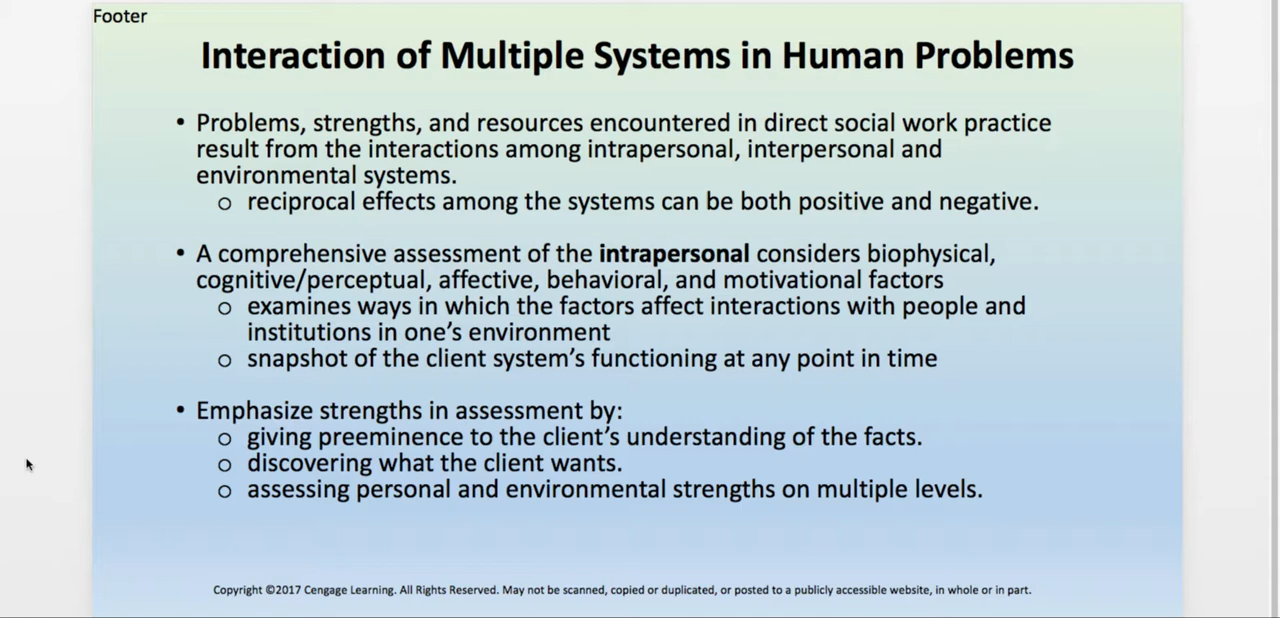 Footer
Interaction of Multiple Systems in Human Problems
• Problems, strengths, and resources encountered in direct social work practice
result from the interactions among intrapersonal, interpersonal and
environmental systems.
o reciprocal effects among the systems can be both positive and negative.
• A comprehensive assessment of the intrapersonal considers biophysical,
cognitive/perceptual, affective, behavioral, and motivational factors
o examines ways in which the factors affect interactions with people and
institutions in one’s environment
o snapshot of the client system’s functioning at any point in time
• Emphasize strengths in assessment by:
o giving preeminence to the client’s understanding of the facts.
o discovering what the client wants.
o assessing personal and environmental strengths on multiple levels.
Copyright ©2017 Cengage Learning. All Rights Reserved. May not be scanned, copied or duplicated, or posted to a publicly accessible website, in whole or in part.